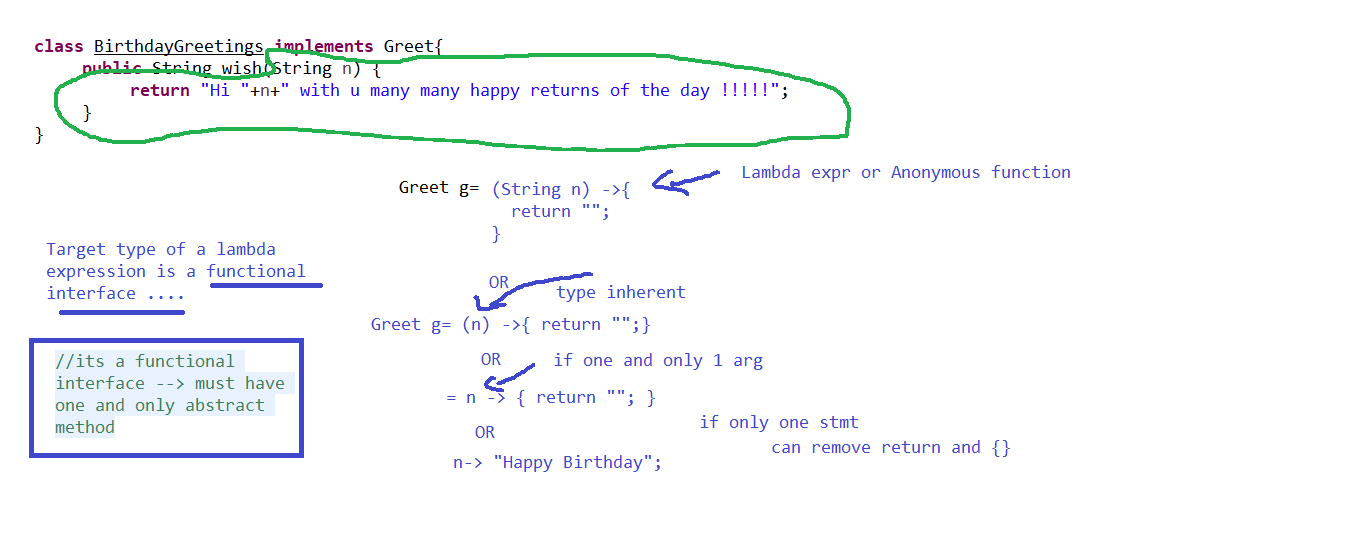 class BirthdayGreetings implements Greet{
public String wish(String n) {
return "Hi "+n+" with u many many happy returns of the day !!!!!";
}
}
Lambda expr or Anonymous function
Greet g= (String n) ->{
return "";
}
Target type of a lambda
expression is a functional
interface ....
OR
type inherent
Greet g= (n) ->{ return "";}
OR
if one and only 1 arg
//its a functional
interface --> must have
one and only abstract
method
= n -> { return ""; }
OR
if only one stmt
can remove return and {}
n-> "Happy Birthday";